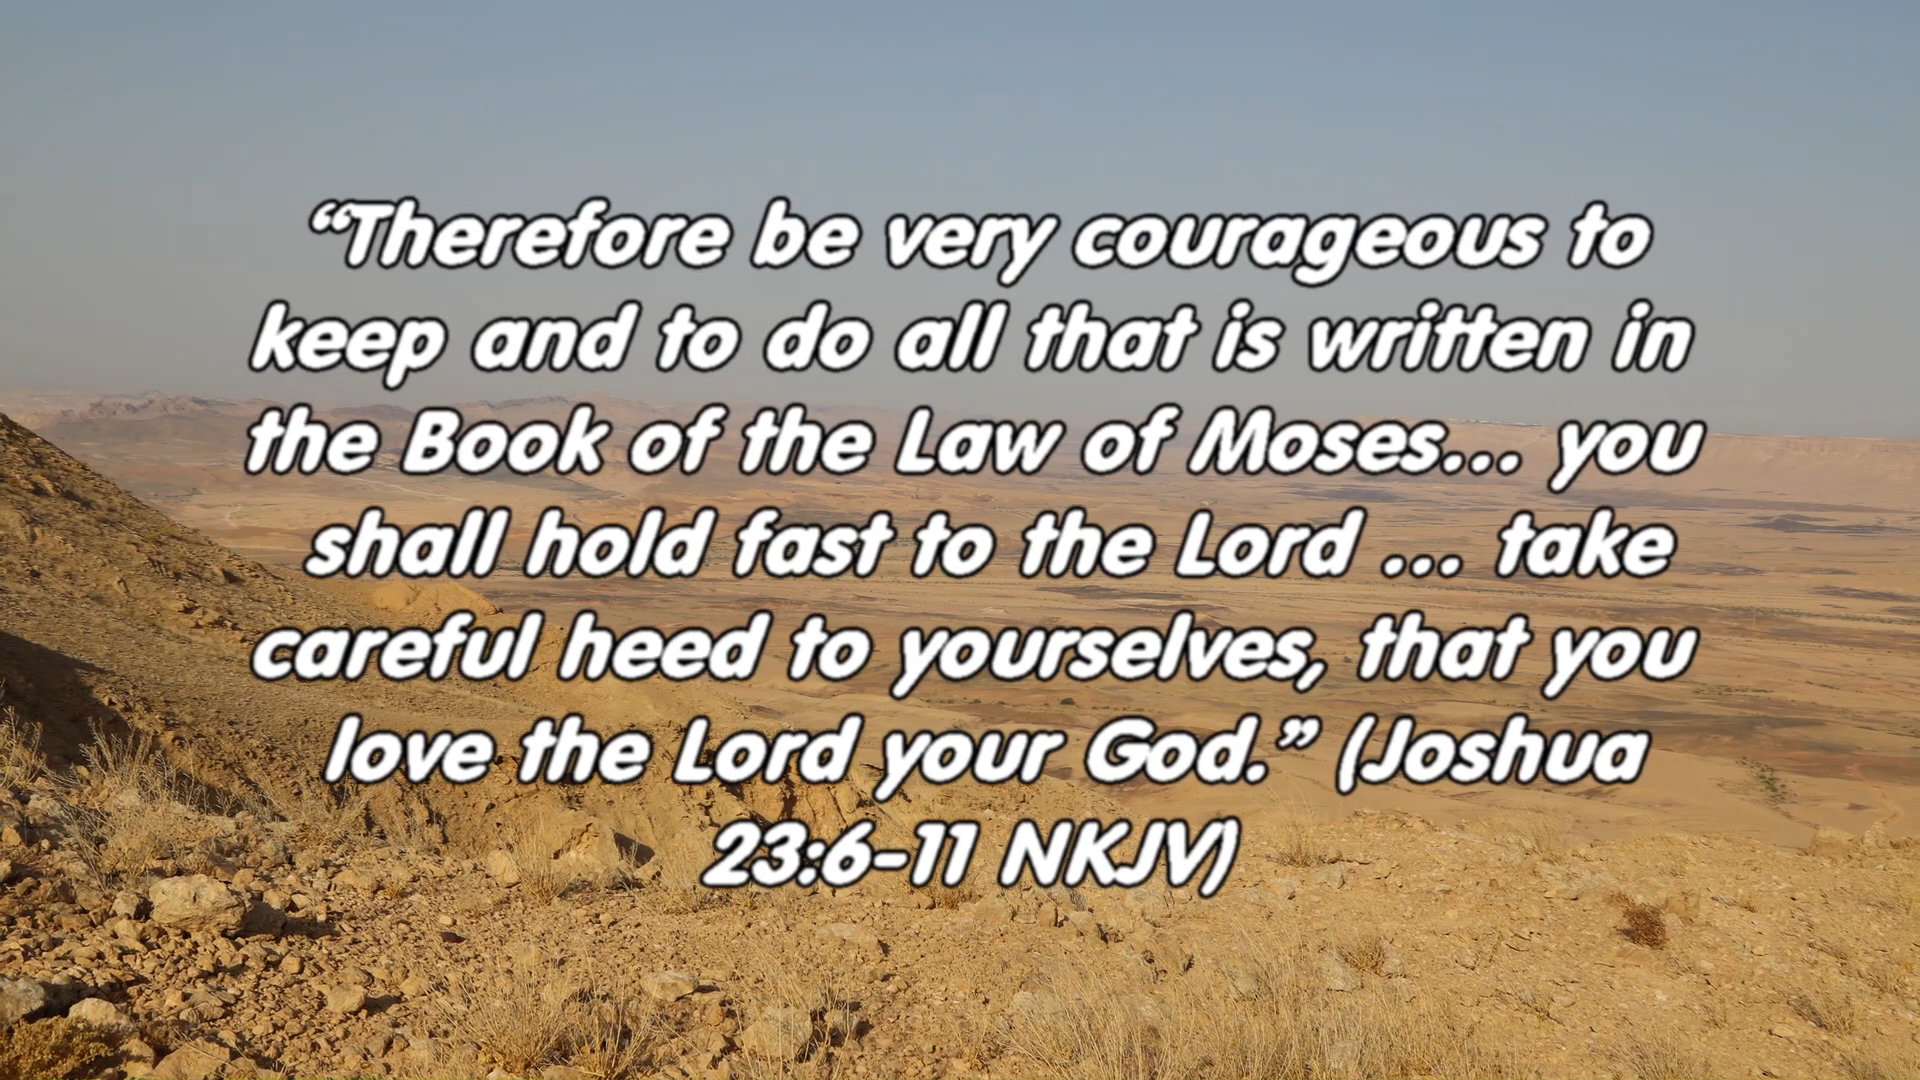 “Therefore be very courageous to
keep and to do all that is written in
the Book of the Law of Moses... you
shall hold fast to the Lord ... take
careful heed to yourselves, that you
love the Lord your God.” (Joshua
23:6-11 NKJV)